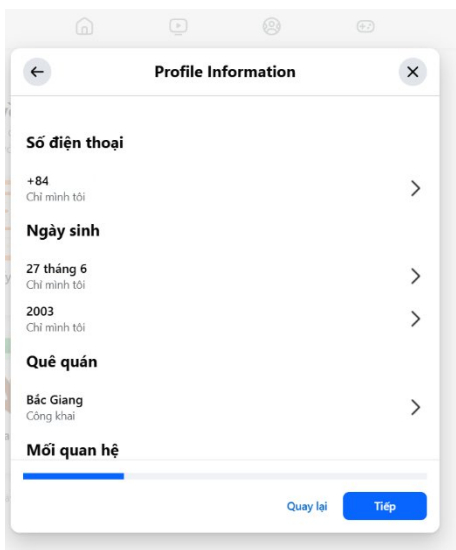 Profile Information
Số điện thoại
+84
Chỉ mình tôi
Ngày sinh
27 tháng 6
Chỉ mình tôi
2003
Chỉ mình tôi
Quê quán
Bắc Giang
Công khai
Mối quan hệ
Quay lại
Tiếp